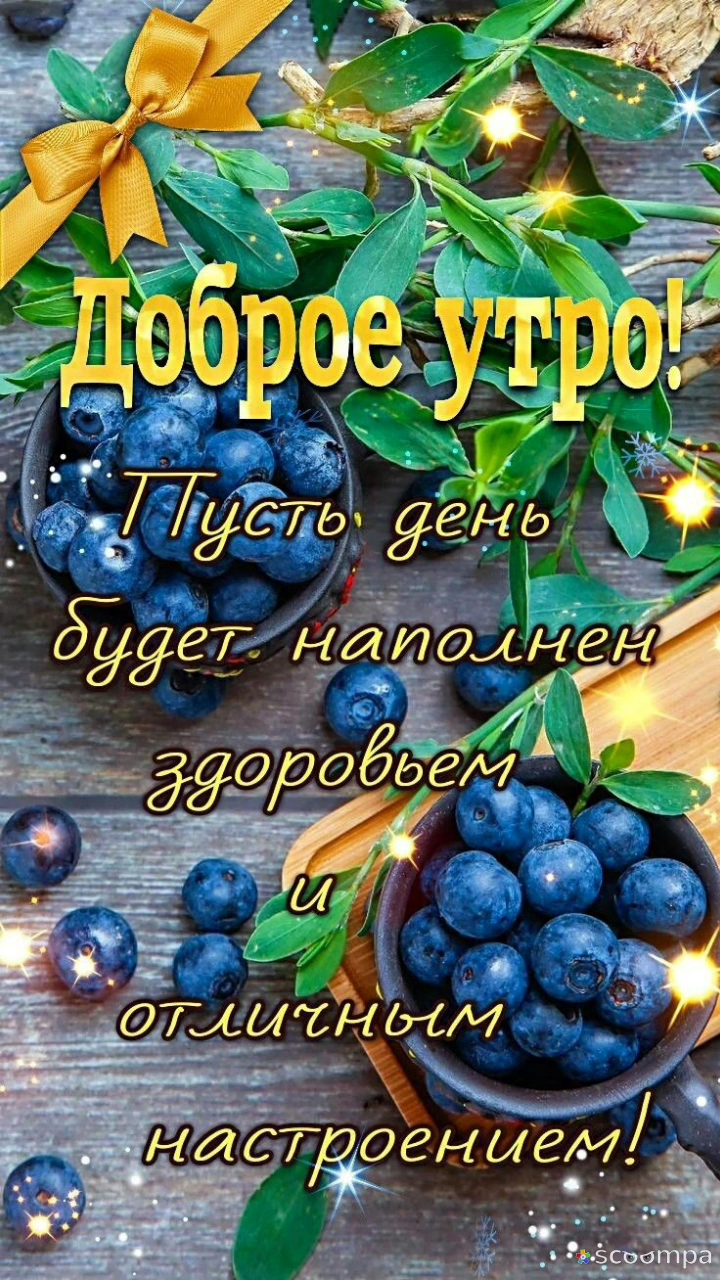 Доброе утро!
Пусть день
будет наполнен
здоровьем
и
отличным
настроением!
scoompa